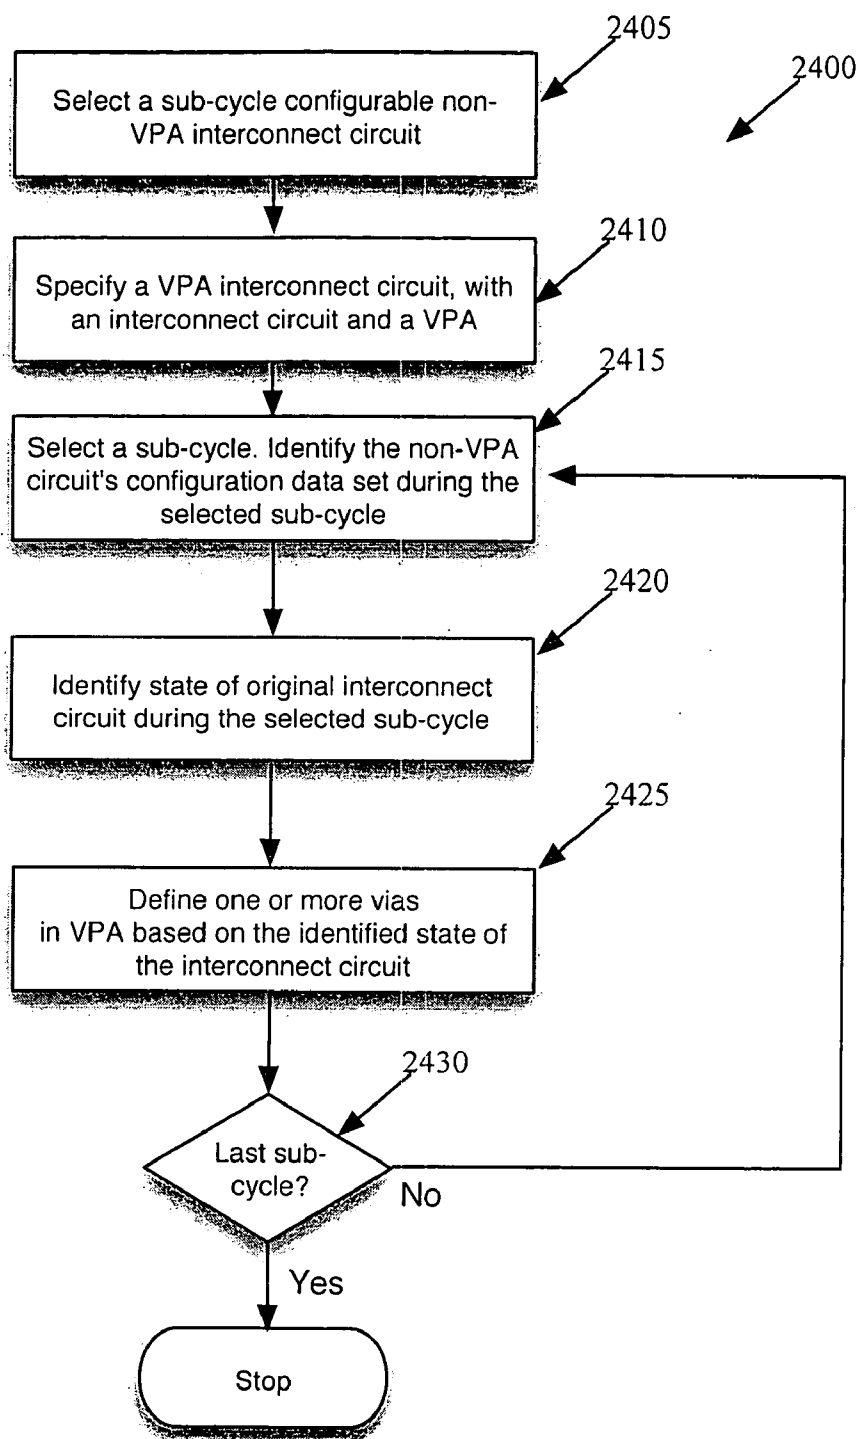 2405
2400
Select a sub-cycle configurable non-
VPA interconnect circuit
2410
Specify a VPA interconnect circuit, with
an interconnect circuit and a VPA
2415
Select a sub-cycle. Identify the non-VPA
circuit's configuration data set during the
selected sub-cycle
2420
Identify state of original interconnect
circuit during the selected sub-cycle
2425
Define one or more vias
in VPA based on the identified state of
the interconnect circuit
2430
Last sub-
cycle?
No
Yes
Stop